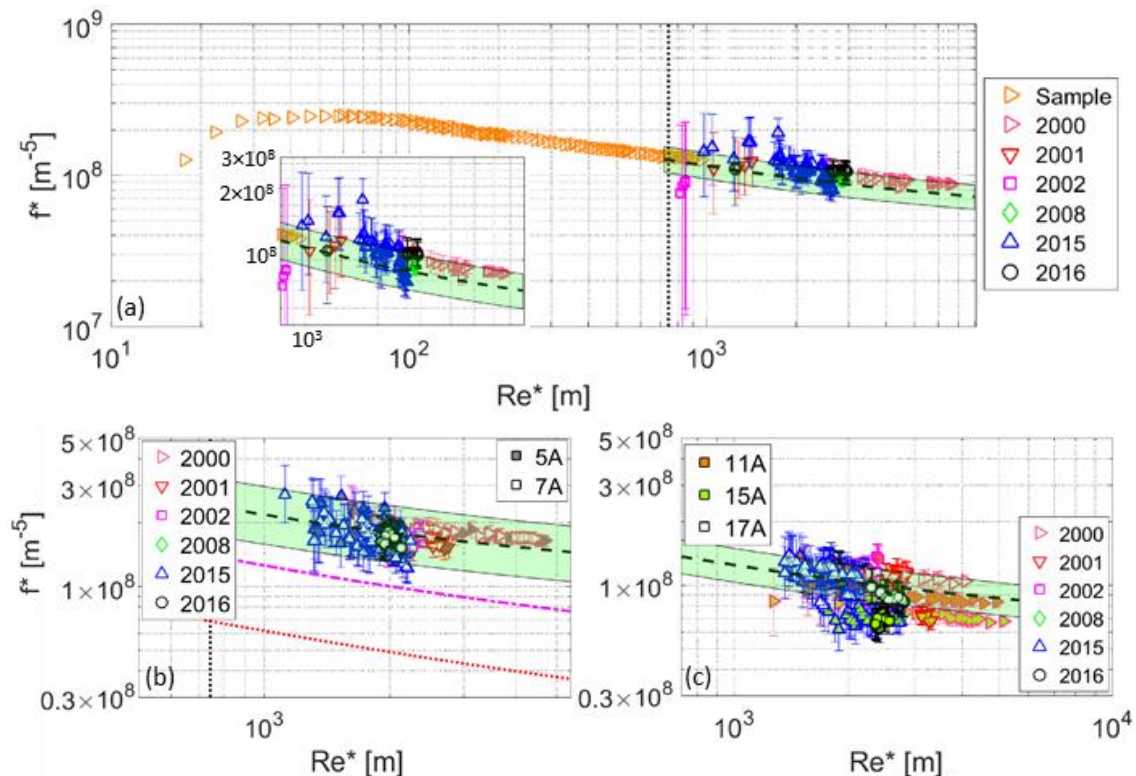 10⁹
10⁸
10⁷
f* [m⁻⁵]
(a)
3×10⁸
2×10⁸
10⁸
10³
10¹
10²
10³
Re* [m]
Sample
2000
2001
2002
2008
2015
2016
5×10⁸
3×10⁸
1×10⁸
0.3×10⁸
f* [m⁻⁵]
2000
2001
2002
2008
2015
2016
5A
7A
(b)
10³
Re* [m]
5×10⁸
3×10⁸
1×10⁸
0.3×10⁸
11A
15A
17A
2000
2001
2002
2008
2015
2016
(c)
10³
10⁴
Re* [m]